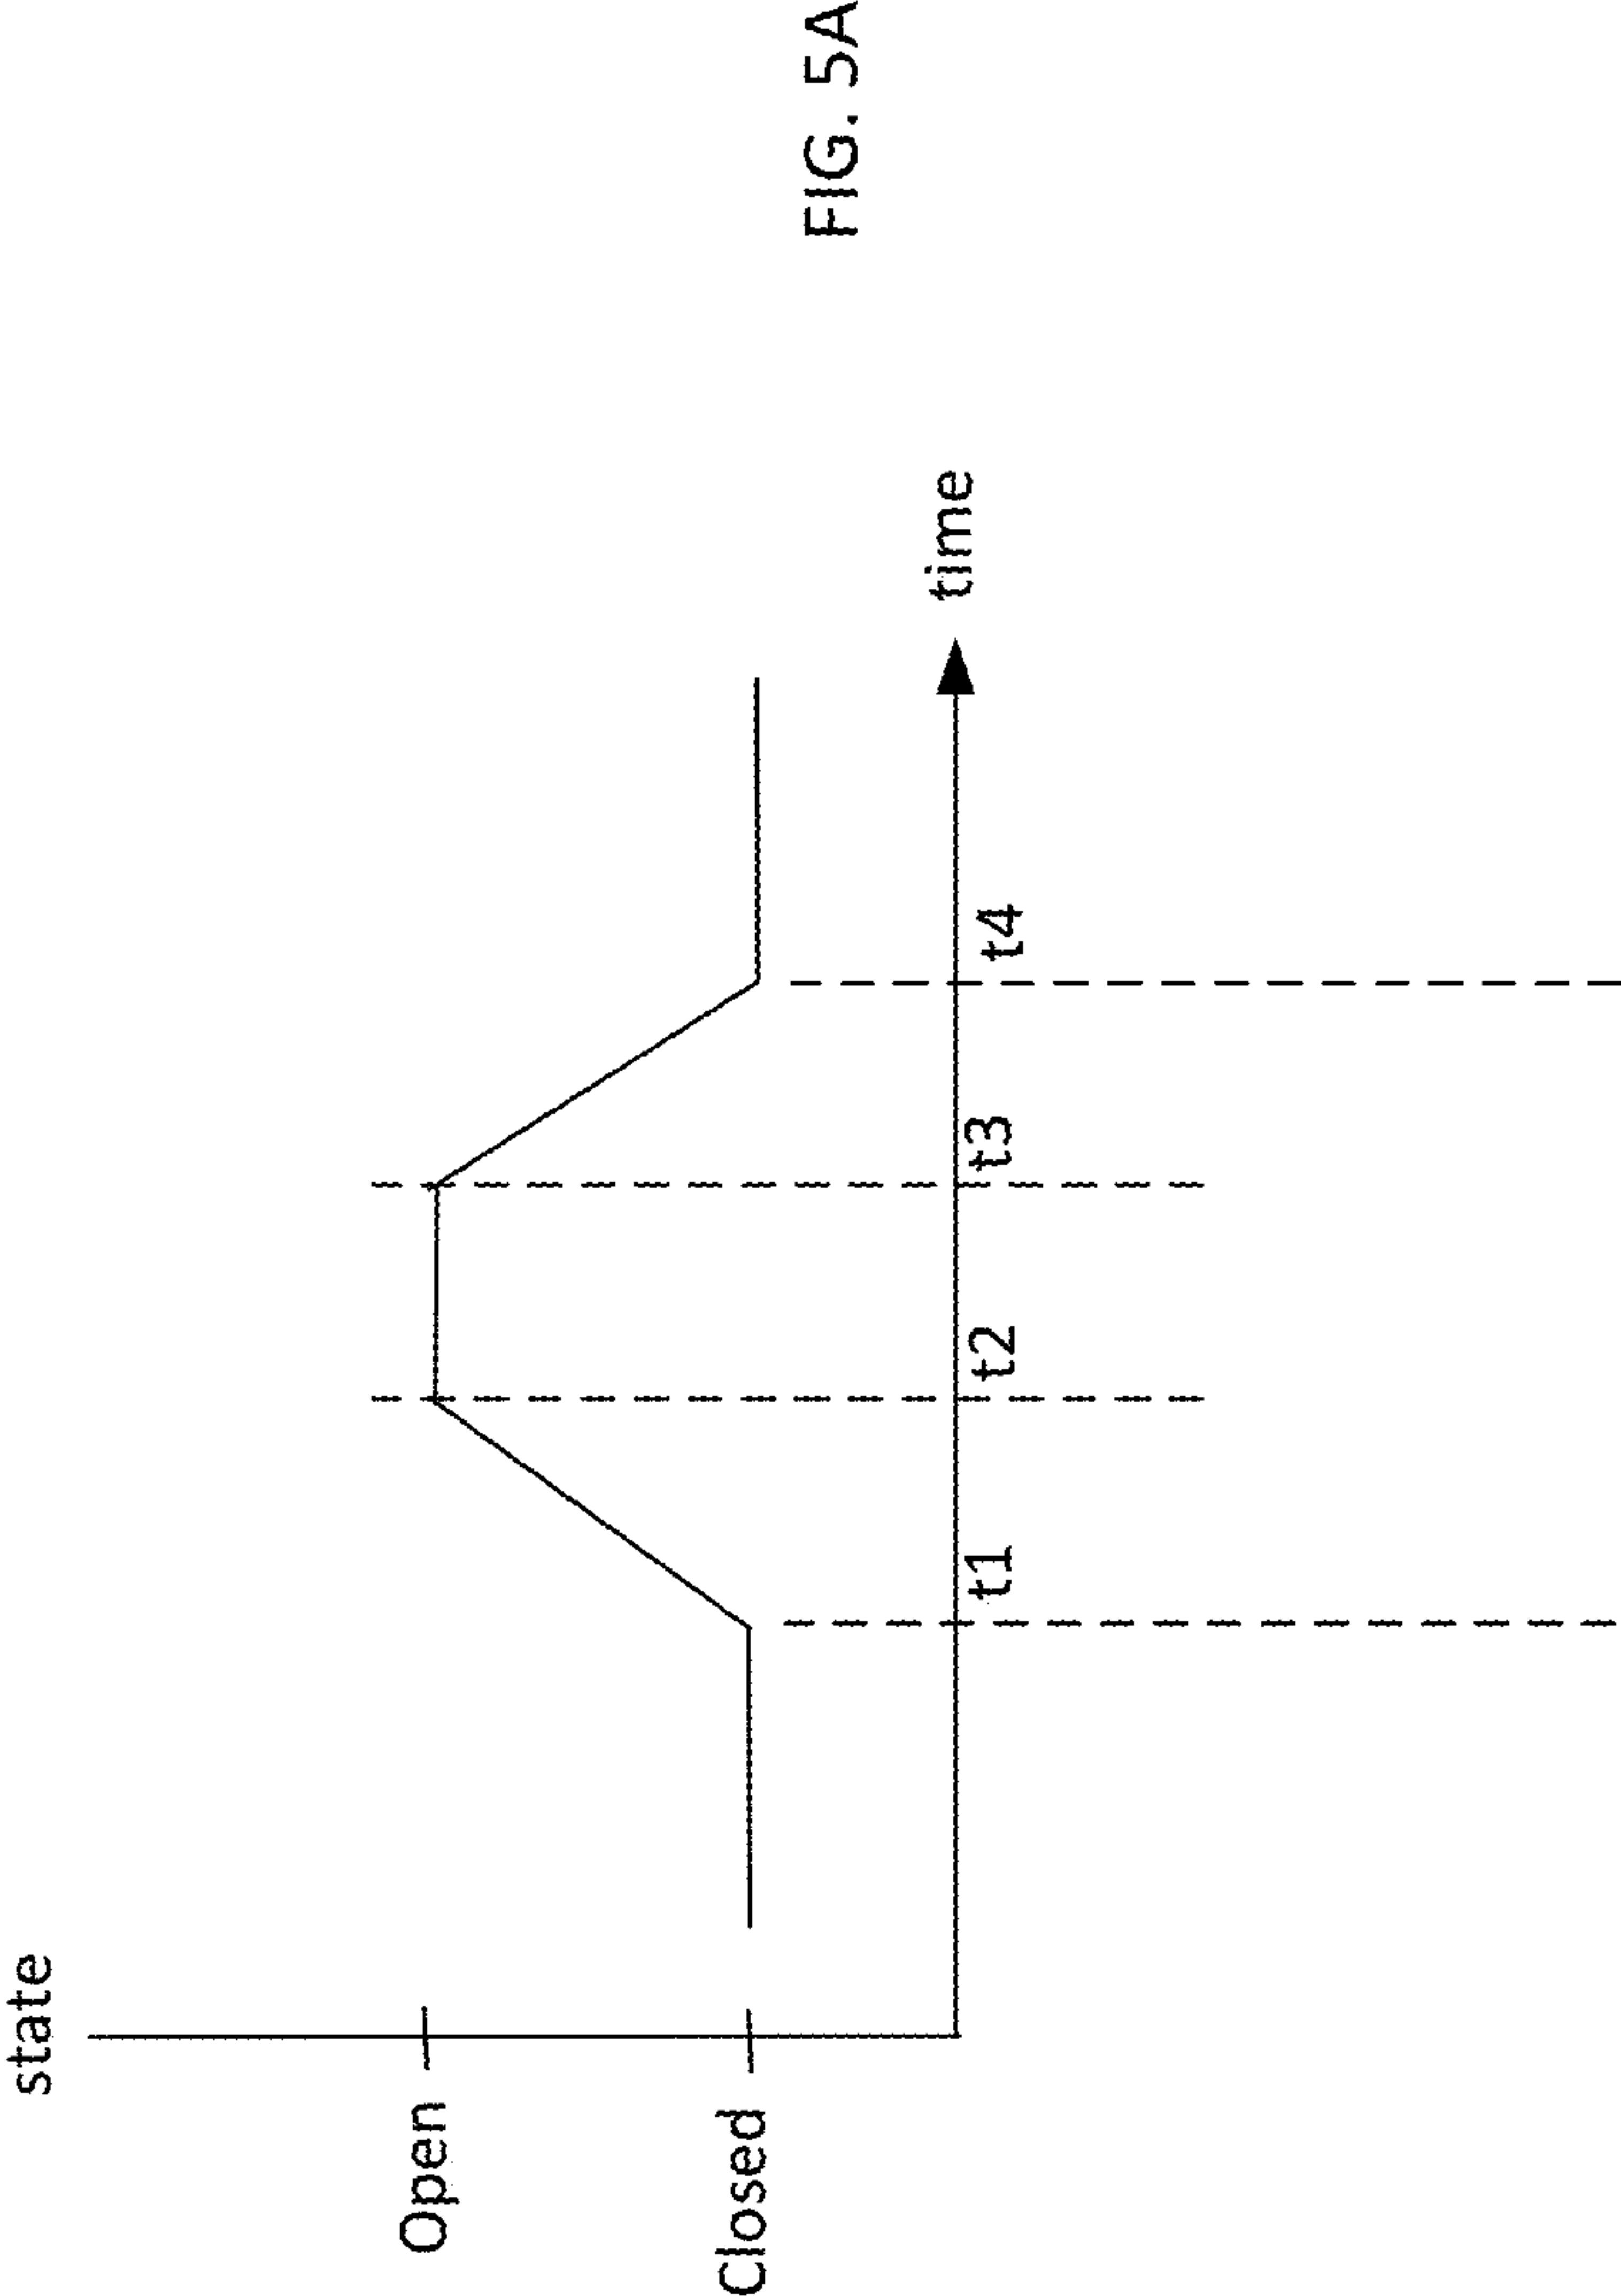 state
Open
Closed
t1
t2
t3
t4
time
FIG. 5A